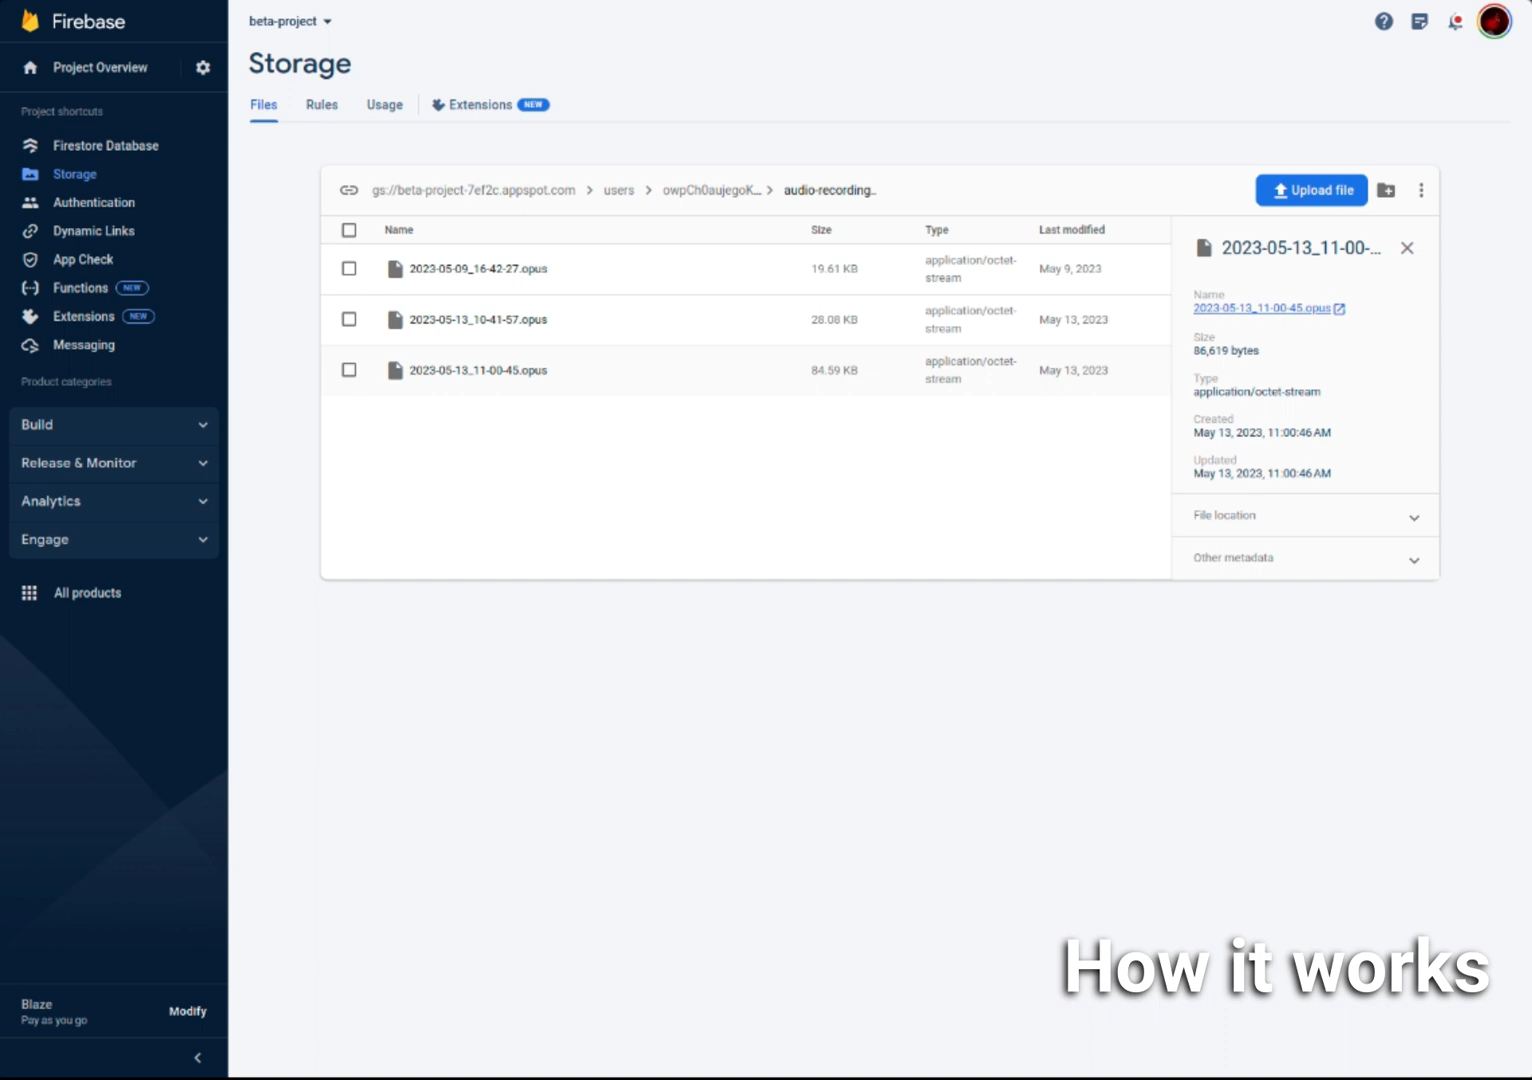 Firebase
beta-project
Project Overview
Storage
Project shortcuts
Files Rules Usage Extensions NEW
Firestore Database
Storage
Authentication
Dynamic Links
App Check
Functions NEW
Extensions NEW
Messaging
Product categories
Build
Release & Monitor
Analytics
Engage
All products
Blaze
Pay as you go
Modify
gs://beta-project-7ef2c.appspot.com > users > owpCh0aujegoK... > audio-recording...
Upload file
Name Size Type Last modified
2023-05-09_16-42-27.opus 19.61 KB application/octet-stream May 9, 2023
2023-05-13_10-41-57.opus 28.08 KB application/octet-stream May 13, 2023
2023-05-13_11-00-45.opus 84.59 KB application/octet-stream May 13, 2023
2023-05-13_11-00-...
Name
2023-05-13_11-00-45.opus
Size
86,619 bytes
Type
application/octet-stream
Created
May 13, 2023, 11:00:46 AM
Updated
May 13, 2023, 11:00:46 AM
File location
Other metadata
How it works